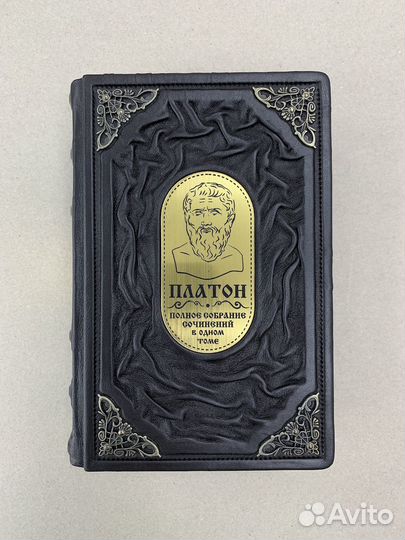 ПЛАТОН
ПОЛНОЕ СОБРАНИЕ
СОЧИНЕНИЙ
В ОДНОМ
ТОМЕ
Avito